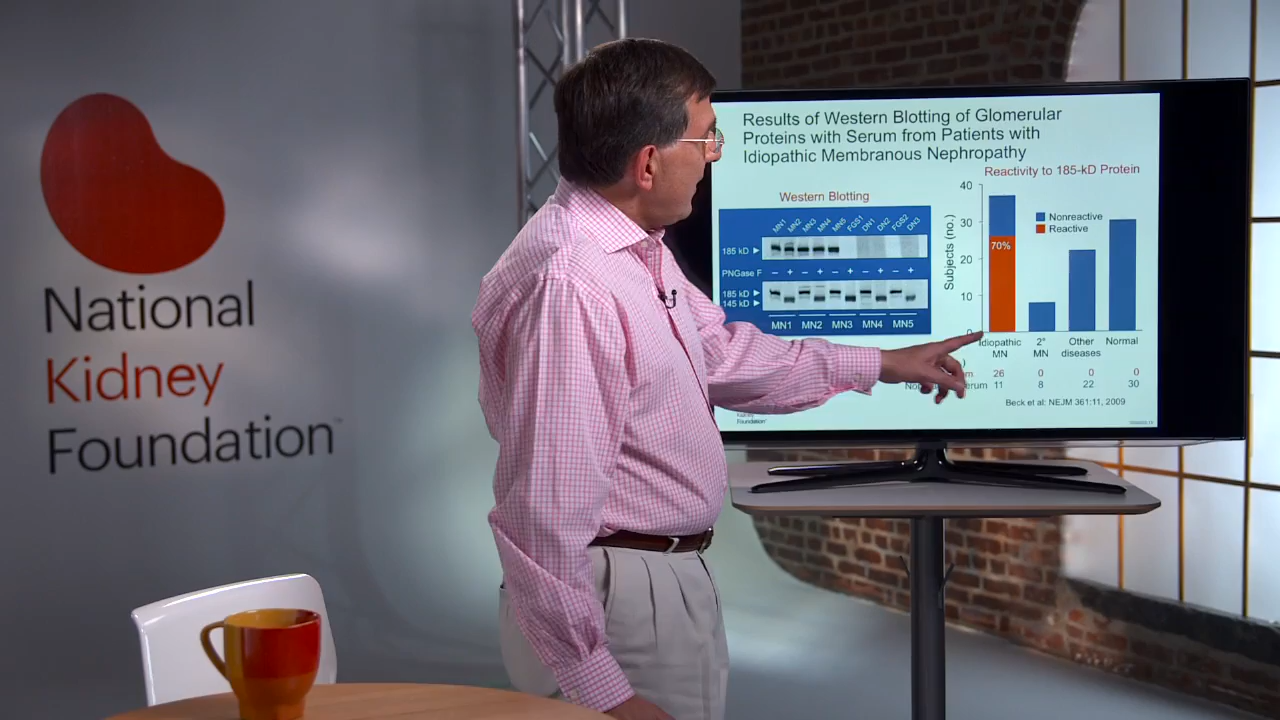 National
Kidney
Foundation™
Results of Western Blotting of Glomerular
Proteins with Serum from Patients with
Idiopathic Membranous Nephropathy
Western Blotting
MN1 MN2 MN3 MN4 MN5 FGS1 DN1 DN2 FGS2 DN3
185 kD
PNGase F − + − + − + − + − +
185 kD
145 kD
MN1 MN2 MN3 MN4 MN5
Reactivity to 185-kD Protein
Subjects (no.)
40
30
20
10
0
Nonreactive
Reactive
70%
Idiopathic MN
2° MN
Other diseases
Normal
26 0 0 0
11 8 22 30
Beck et al: NEJM 361:11, 2009
Kidney
Foundation™